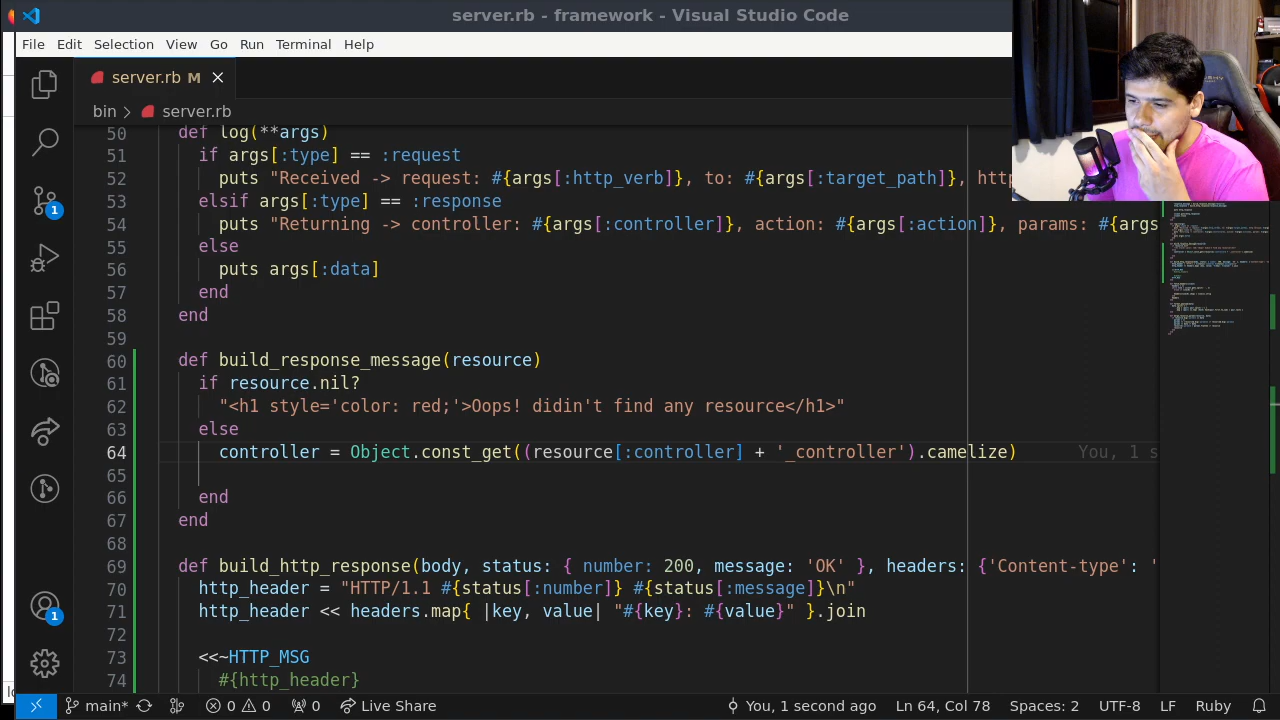 server.rb - framework - Visual Studio Code
File Edit Selection View Go Run Terminal Help
server.rb M
bin > server.rb
50 def log(**args)
51 if args[:type] == :request
52 puts "Received -> request: #{args[:http_verb]}, to: #{args[:target_path]}, htt
53 elsif args[:type] == :response
54 puts "Returning -> controler: #{args[:controller]}, action: #{args[:action]}, params: #{args
55 else
56 puts args[:data]
57 end
58 end
59
60 def build_response_message(resource)
61 if resource.nil?
62 "<h1 style='color: red;'>Oops! didin't find any resource</h1>"
63 else
64 controller = Object.const_get((resource[:controller] + '_controller').camelize) You, 1 s
65
66 end
67 end
68
69 def build_http_response(body, status: { number: 200, message: 'OK' }, headers: {'Content-type': '
70 http_header = "HTTP/1.1 #{status[:number]} #{status[:message]}\n"
71 http_header << headers.map{ |key, value| "#{key}: #{value}" }.join
72
73 <<~HTTP_MSG
74 #{http_header}
1
1
main* 0 0 0 Live Share You, 1 second ago Ln 64, Col 78 Spaces: 2 UTF-8 LF Ruby